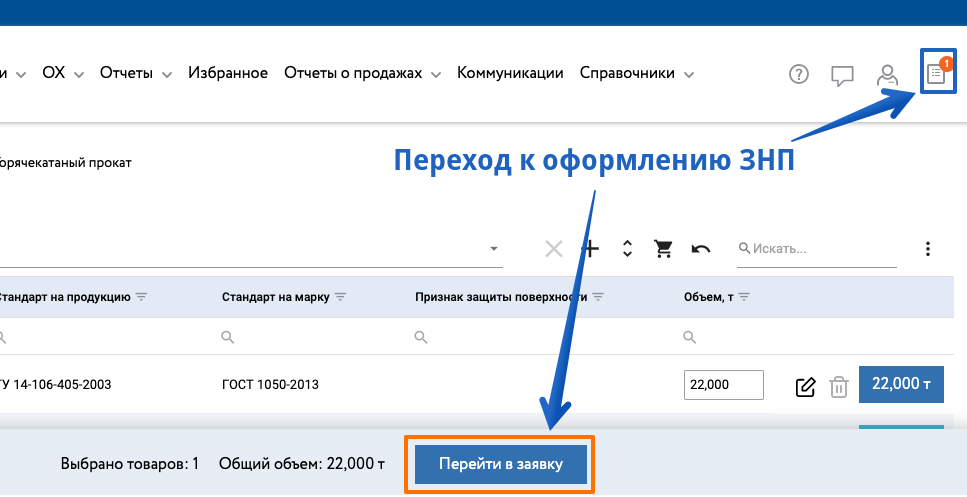 и ОХ Отчеты Избранное Отчеты о продажах Коммуникации Справочники 1
орячекатаный прокат
Переход к оформлению ЗНП
Искать...
Стандарт на продукцию Стандарт на марку Признак защиты поверхности Объем, т
ТУ 14-106-405-2003 ГОСТ 1050-2013 22,000 22,000 т
Выбрано товаров: 1 Общий объем: 22,000 т Перейти в заявку